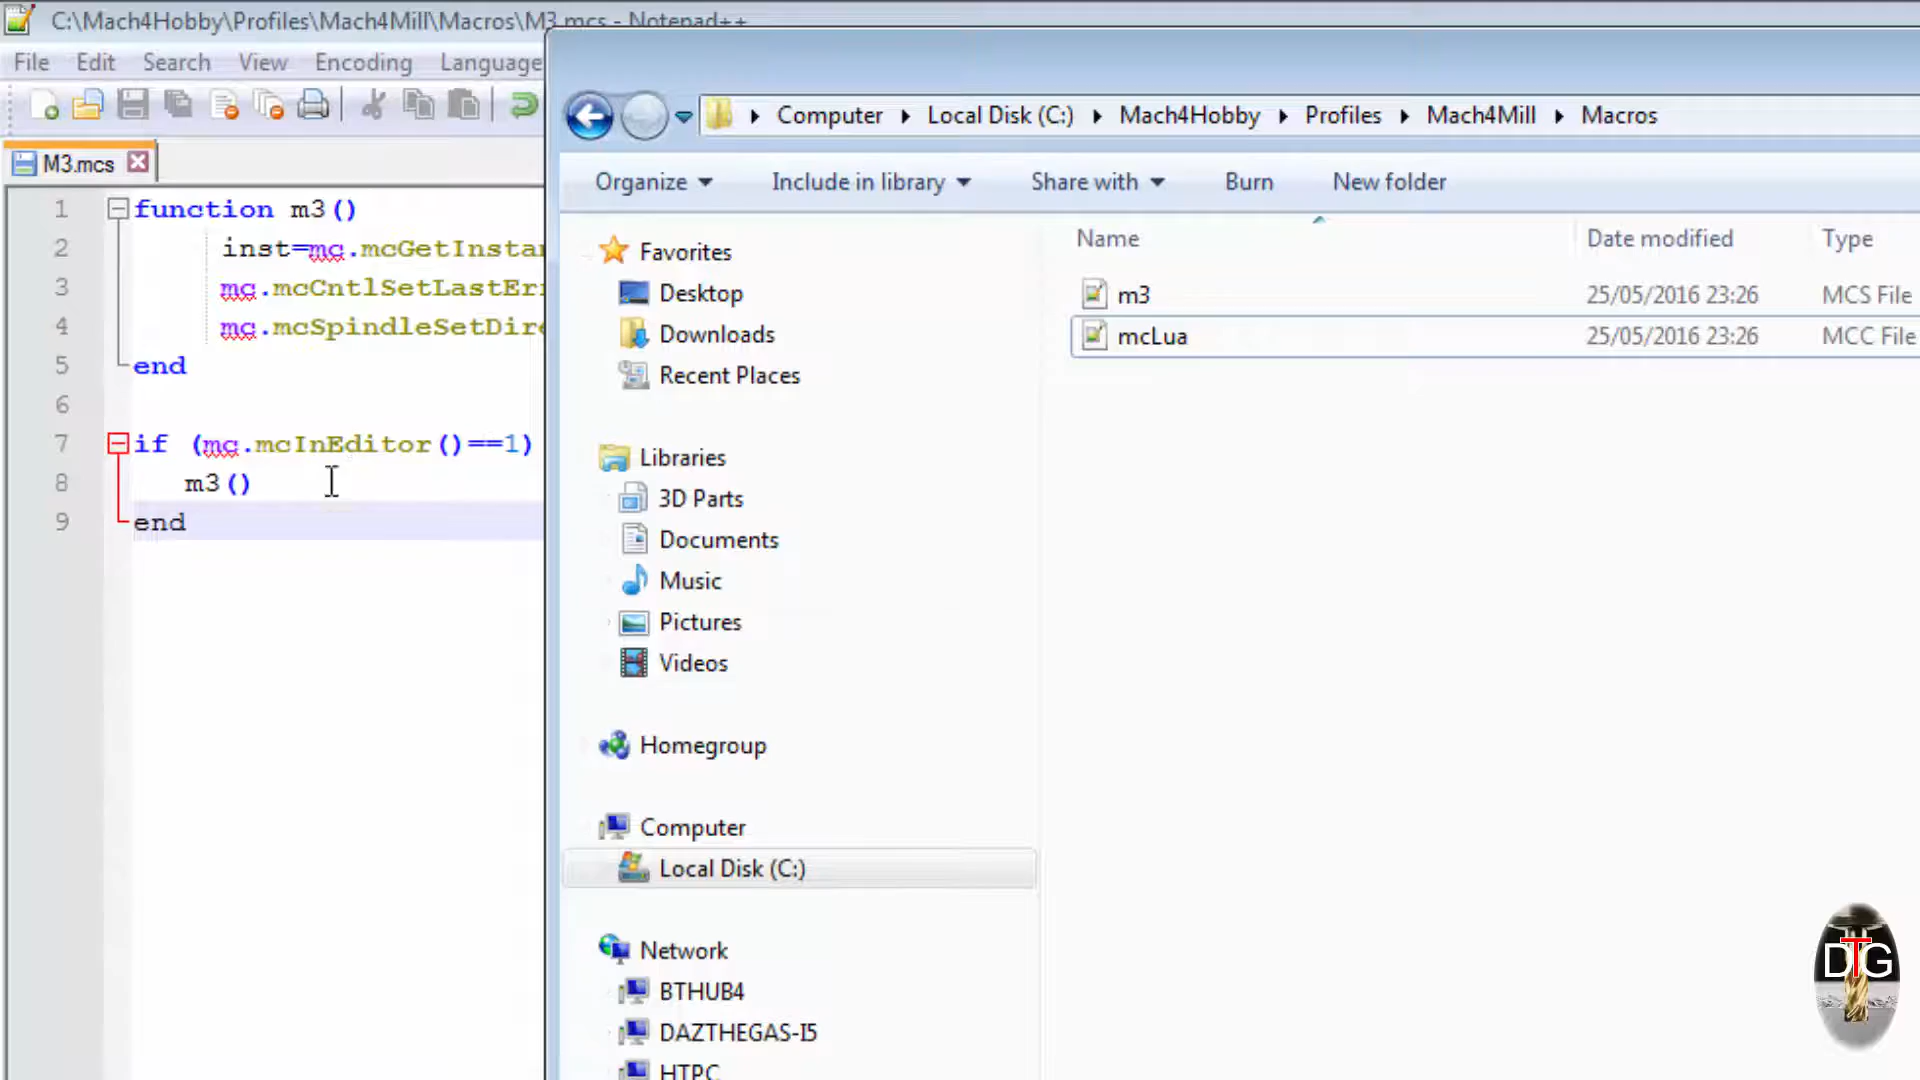 C:\Mach4Hobby\Profiles\Mach4Mill\Macros\M3.mcs - Notepad++
File Edit Search View Encoding Language
M3.mcs
1 function m3()
2 inst=mc.mcGetInstan
3 mc.mcCntlSetLastErr
4 mc.mcSpindleSetDire
5 end
6
7 if (mc.mcInEditor()==1)
8 m3()
9 end
Computer Local Disk (C:) Mach4Hobby Profiles Mach4Mill Macros
Organize Include in library Share with Burn New folder
Name Date modified Type
m3 25/05/2016 23:26 MCS File
mcLua 25/05/2016 23:26 MCC File
Favorites
Desktop
Downloads
Recent Places
Libraries
3D Parts
Documents
Music
Pictures
Videos
Homegroup
Computer
Local Disk (C:)
Network
BTHUB4
DAZTHEGAS-I5
HTPC
DTG